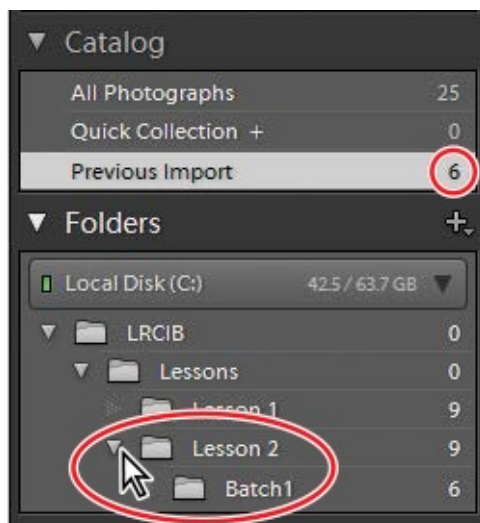 Catalog
All Photographs 25
Quick Collection + 0
Previous Import 6
Folders
Local Disk (C:) 42.5 / 63.7 GB
LRCIB 0
Lessons 0
Lesson 1 9
Lesson 2 9
Batch1 6